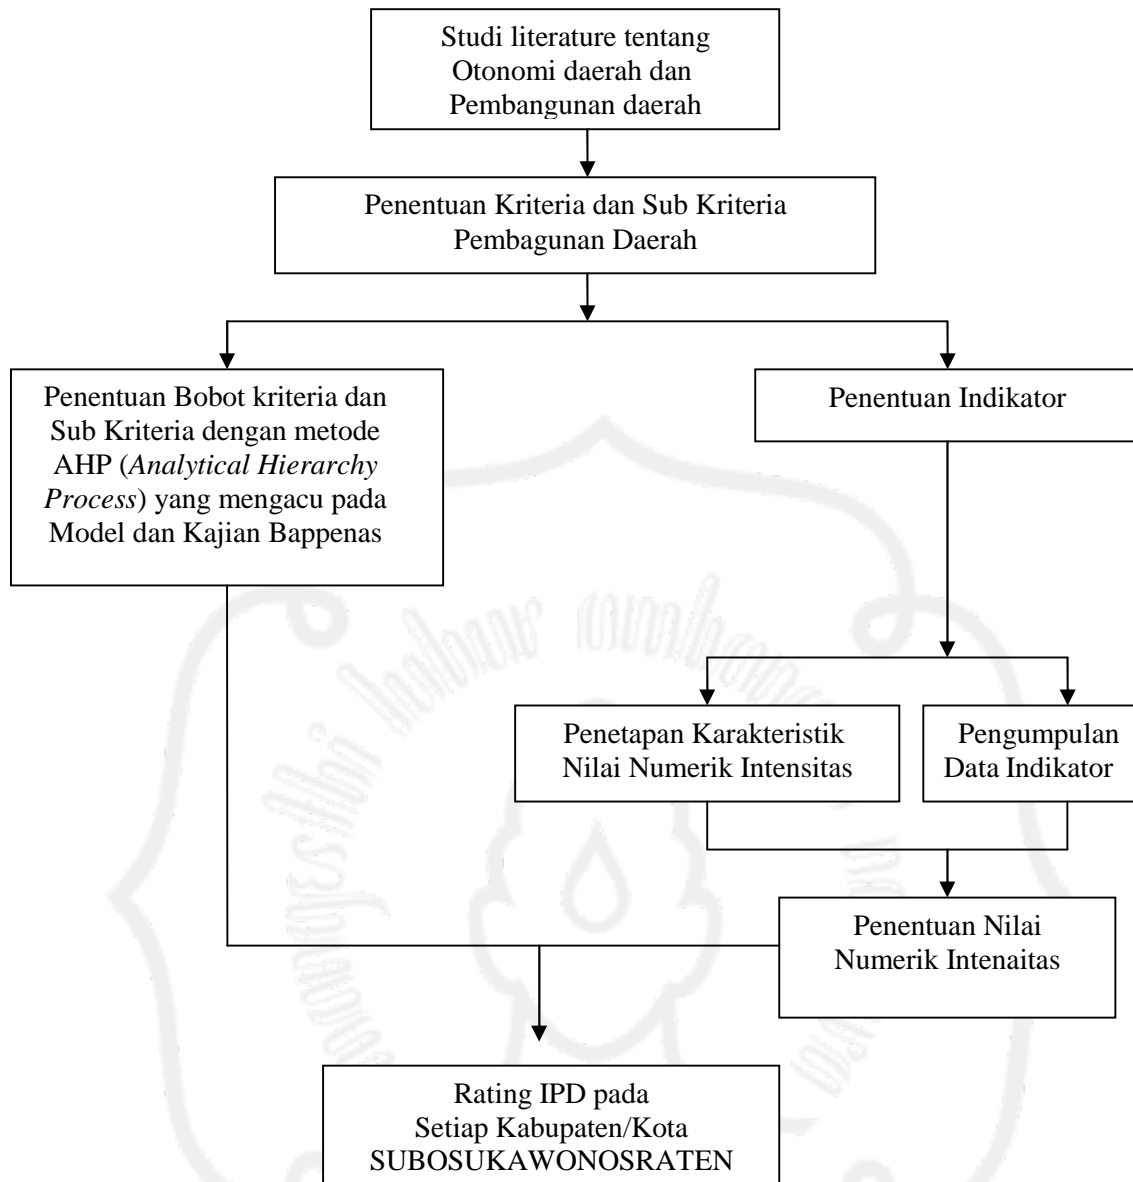 Studi literature tentang
Otonomi daerah dan
Pembangunan daerah
Penentuan Kriteria dan Sub Kriteria
Pembagunan Daerah
Penentuan Bobot kriteria dan
Sub Kriteria dengan metode
AHP (Analytical Hierarchy
Process) yang mengacu pada
Model dan Kajian Bappenas
Penentuan Indikator
Penetapan Karakteristik
Nilai Numerik Intensitas
Pengumpulan
Data Indikator
Penentuan Nilai
Numerik Intenaitas
Rating IPD pada
Setiap Kabupaten/Kota
SUBOSUKAWONOSRATEN